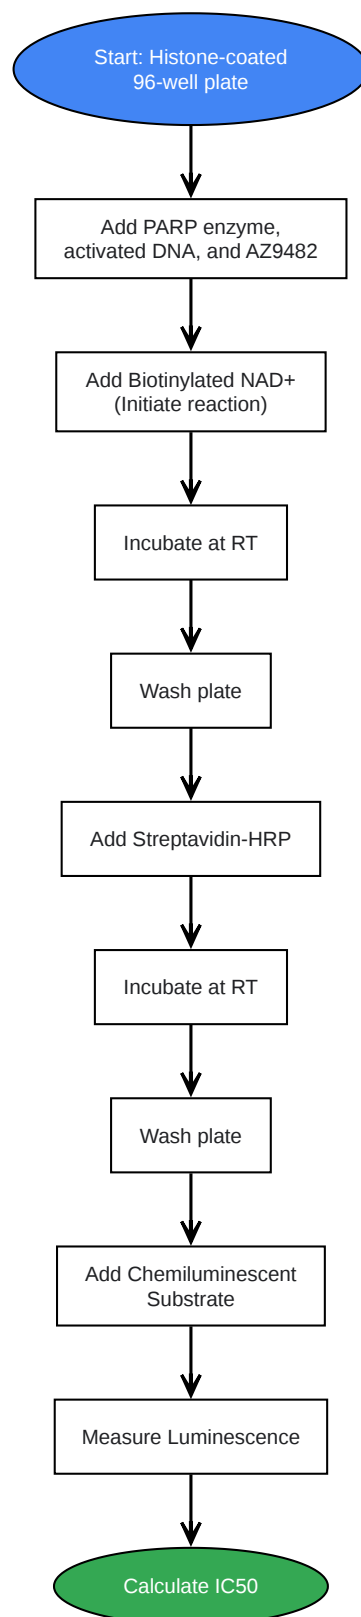 Start: Histone-coated
96-well plate
Add PARP enzyme,
activated DNA, and AZ9482
Add Biotinylated NAD+
(Initiate reaction)
Incubate at RT
Wash plate
Add Streptavidin-HRP
Incubate at RT
Wash plate
Add Chemiluminescent
Substrate
Measure Luminescence
Calculate IC50